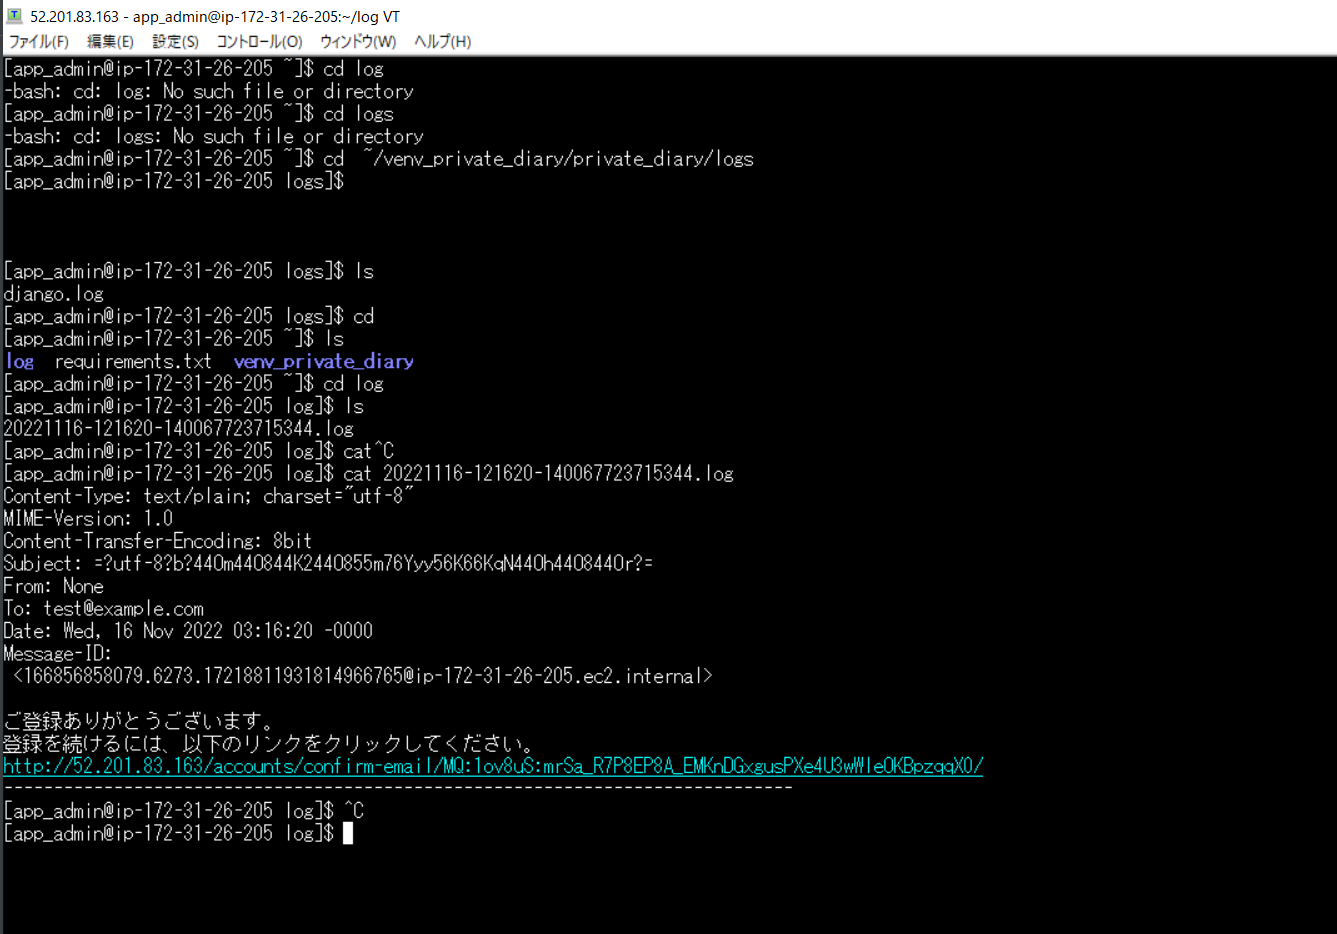 52.201.83.163 - app_admin@ip-172-31-26-205:~/log VT
ファイル(F) 編集(E) 設定(S) コントロール(O) ウィンドウ(W) ヘルプ(H)
[app_admin@ip-172-31-26-205 ~]$ cd log
-bash: cd: log: No such file or directory
[app_admin@ip-172-31-26-205 ~]$ cd logs
-bash: cd: logs: No such file or directory
[app_admin@ip-172-31-26-205 ~]$ cd  ~/venv_private_diary/private_diary/logs
[app_admin@ip-172-31-26-205 logs]$
[app_admin@ip-172-31-26-205 logs]$ ls
django.log
[app_admin@ip-172-31-26-205 logs]$ cd
[app_admin@ip-172-31-26-205 ~]$ ls
log  requirements.txt  venv_private_diary
[app_admin@ip-172-31-26-205 ~]$ cd log
[app_admin@ip-172-31-26-205 log]$ ls
20221116-121620-140067723715344.log
[app_admin@ip-172-31-26-205 log]$ cat^C
[app_admin@ip-172-31-26-205 log]$ cat 20221116-121620-140067723715344.log
Content-Type: text/plain; charset="utf-8"
MIME-Version: 1.0
Content-Transfer-Encoding: 8bit
Subject: =?utf-8?b?44Om44O844K244O855m76Yyy56K66KqN44Oh44O844Or?=
From: None
To: test@example.com
Date: Wed, 16 Nov 2022 03:16:20 -0000
Message-ID:
<166856858079.6273.17218811931814966765@ip-172-31-26-205.ec2.internal>
ご登録ありがとうございます。
登録を続けるには、以下のリンクをクリックしてください。
http://52.201.83.163/accounts/confirm-email/MQ:1ov8uS:mrSa_R7P8EP8A_EMKnDGxgusPXe4U3wWleOKBpzqqX0/
-------------------------------------------------------------------------------
[app_admin@ip-172-31-26-205 log]$ ^C
[app_admin@ip-172-31-26-205 log]$